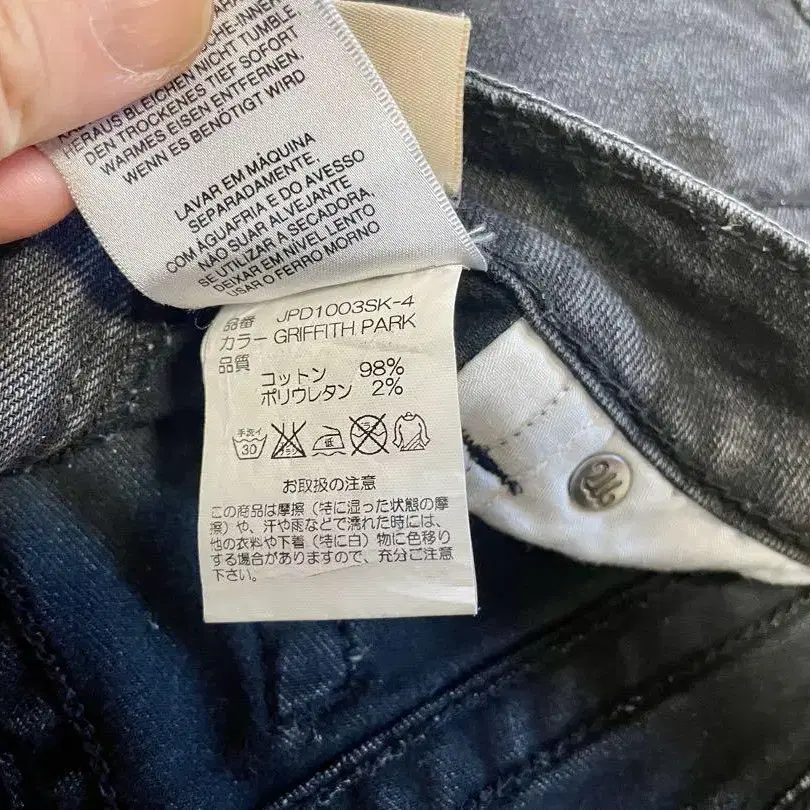 HERAUS BLEICHEN NICHT TUMBLE.
DEN TROCKENES TIEF SOFORT
WARMES EISEN ENTFERNEN,
WENN ES BENÖTIGT WIRD
LAVAR EM MÁQUINA
SEPARADAMENTE,
COM ÁGUAFRIA E DO AVESSO
NÃO SUAR ALVEJANTE
SE UTILIZAR A SECADORA,
DEIXAR EM NÍVEL LENTO
USAR O FERRO MORNO
品番 JPD1003SK-4
カラー GRIFFITH PARK
品質
コットン 98%
ポリウレタン 2%
手洗イ
30
低
お取扱の注意
この商品は摩擦（特に湿った状態の摩
擦）や、汗や雨などで濡れた時には、
他の衣料や下着（特に白）物に色移り
する場合がありますので、充分ご注意
下さい。